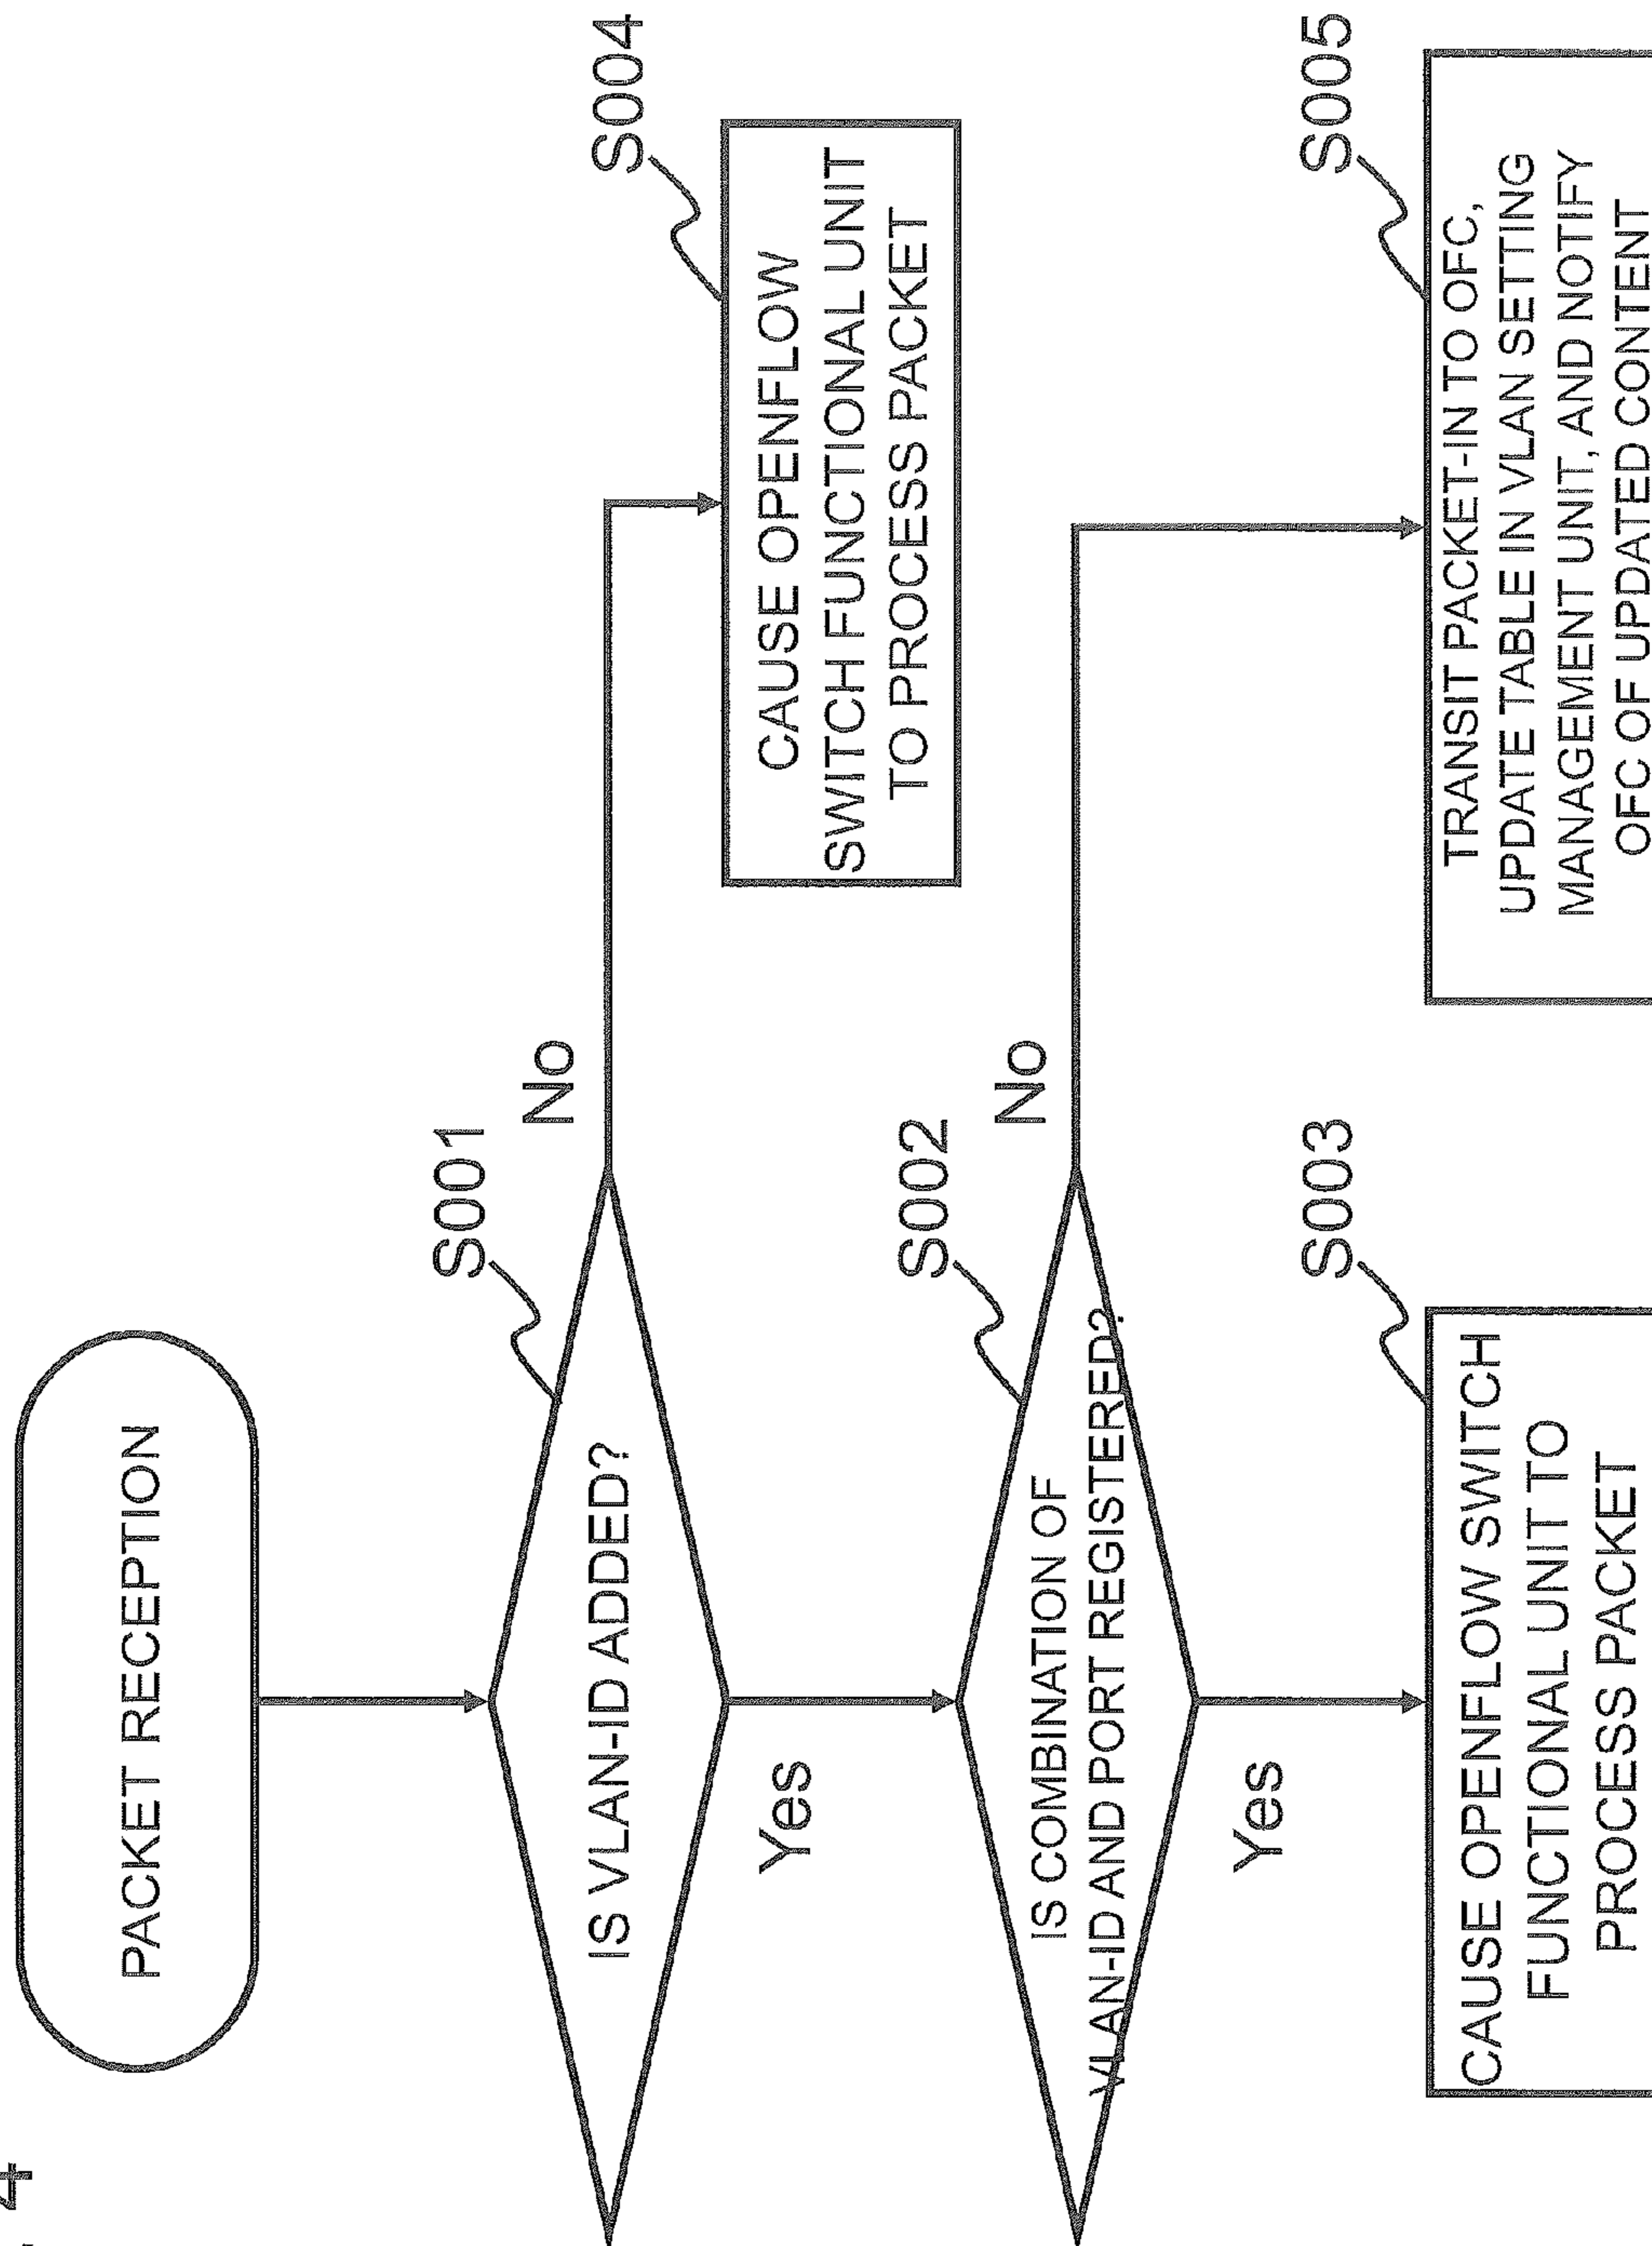 4
PACKET RECEPTION
S001
IS VLAN-ID ADDED?
No
Yes
S004
CAUSE OPENFLOW
SWITCH FUNCTIONAL UNIT
TO PROCESS PACKET
S002
IS COMBINATION OF
VLAN-ID AND PORT REGISTERED?
No
Yes
S003
CAUSE OPENFLOW SWITCH
FUNCTIONAL UNIT TO
PROCESS PACKET
S005
TRANSIT PACKET-IN TO OFC,
UPDATE TABLE IN VLAN SETTING
MANAGEMENT UNIT, AND NOTIFY
OFC OF UPDATED CONTENT